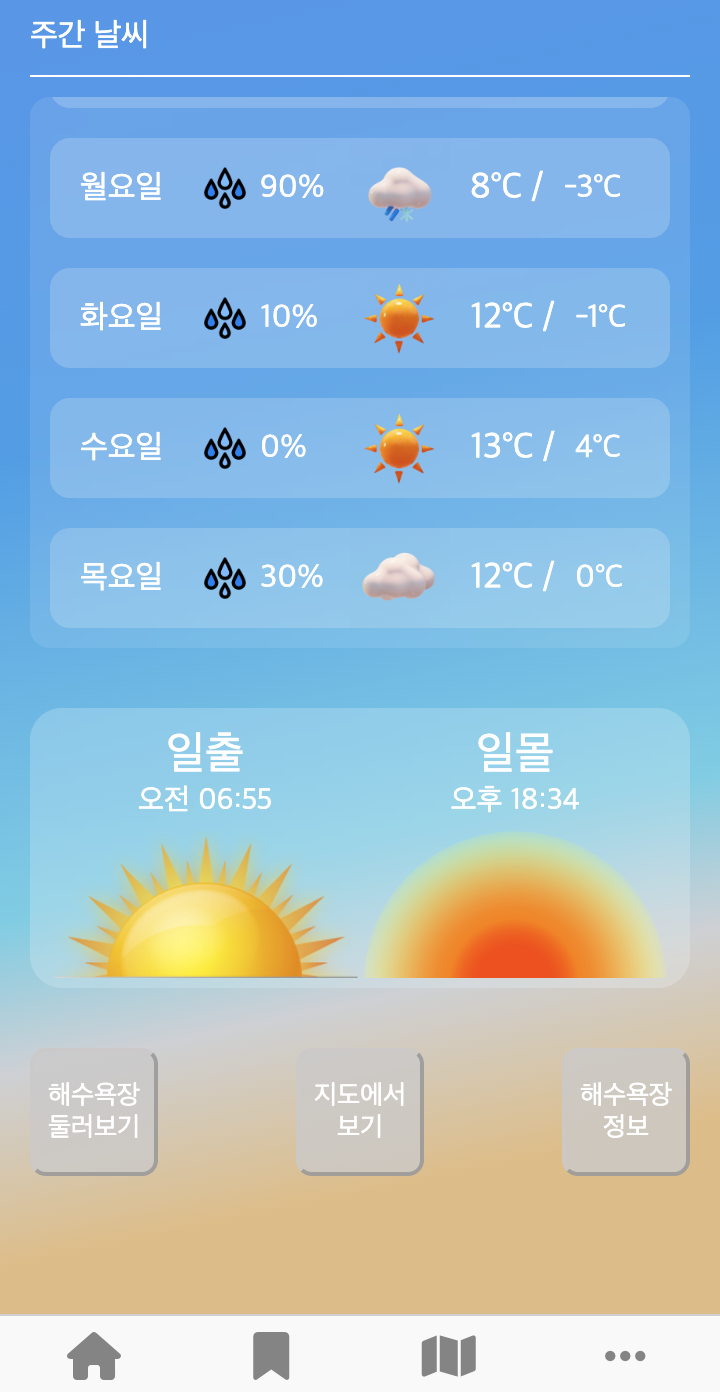 주간 날씨
월요일 90% 8°C / -3°C
화요일 10% 12°C / -1°C
수요일 0% 13°C / 4°C
목요일 30% 12°C / 0°C
일출 일몰
오전 06:55 오후 18:34
해수욕장 지도에서 해수욕장
둘러보기 보기 정보